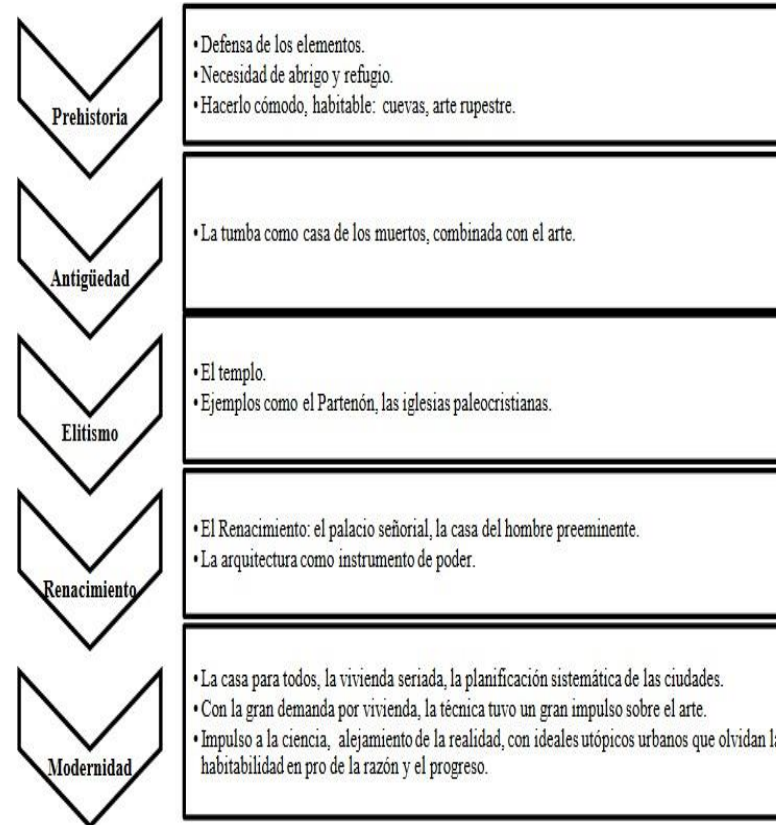 Prehistoria
• Defensa de los elementos.
• Necesidad de abrigo y refugio.
• Hacerlo cómodo, habitable: cuevas, arte rupestre.
Antigüedad
• La tumba como casa de los muertos, combinada con el arte.
Elitismo
• El templo.
• Ejemplos como el Partenón, las iglesias paleocristianas.
Renacimiento
• El Renacimiento: el palacio señorial, la casa del hombre preeminente.
• La arquitectura como instrumento de poder.
Modernidad
• La casa para todos, la vivienda seriada, la planificación sistemática de las ciudades.
• Con la gran demanda por vivienda, la técnica tuvo un gran impulso sobre el arte.
• Impulso a la ciencia, alejamiento de la realidad, con ideales utópicos urbanos que olvidan la
habitabilidad en pro de la razón y el progreso.